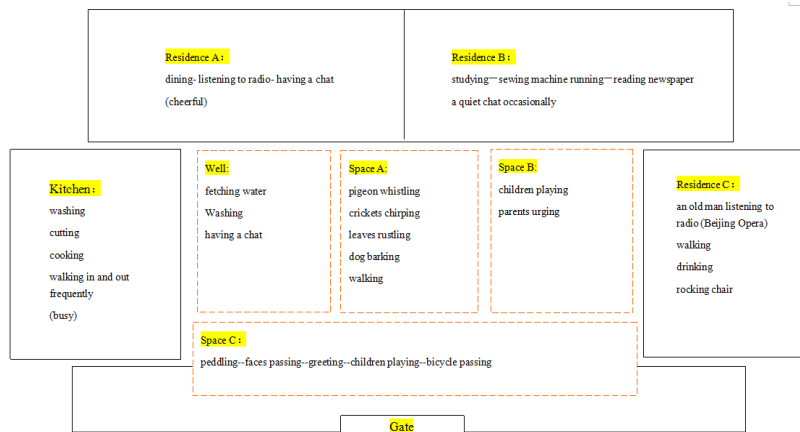 Residence A：
dining- listening to radio- having a chat
(cheerful)
Residence B：
studying—sewing machine running—reading newspaper
a quiet chat occasionally
Kitchen：
washing
cutting
cooking
walking in and out
frequently
(busy)
Well:
fetching water
Washing
having a chat
Space A:
pigeon whistling
crickets chirping
leaves rustling
dog barking
walking
Space B:
children playing
parents urging
Residence C：
an old man listening to
radio (Beijing Opera)
walking
drinking
rocking chair
Space C：
peddling--faces passing--greeting--children playing--bicycle passing
Gate